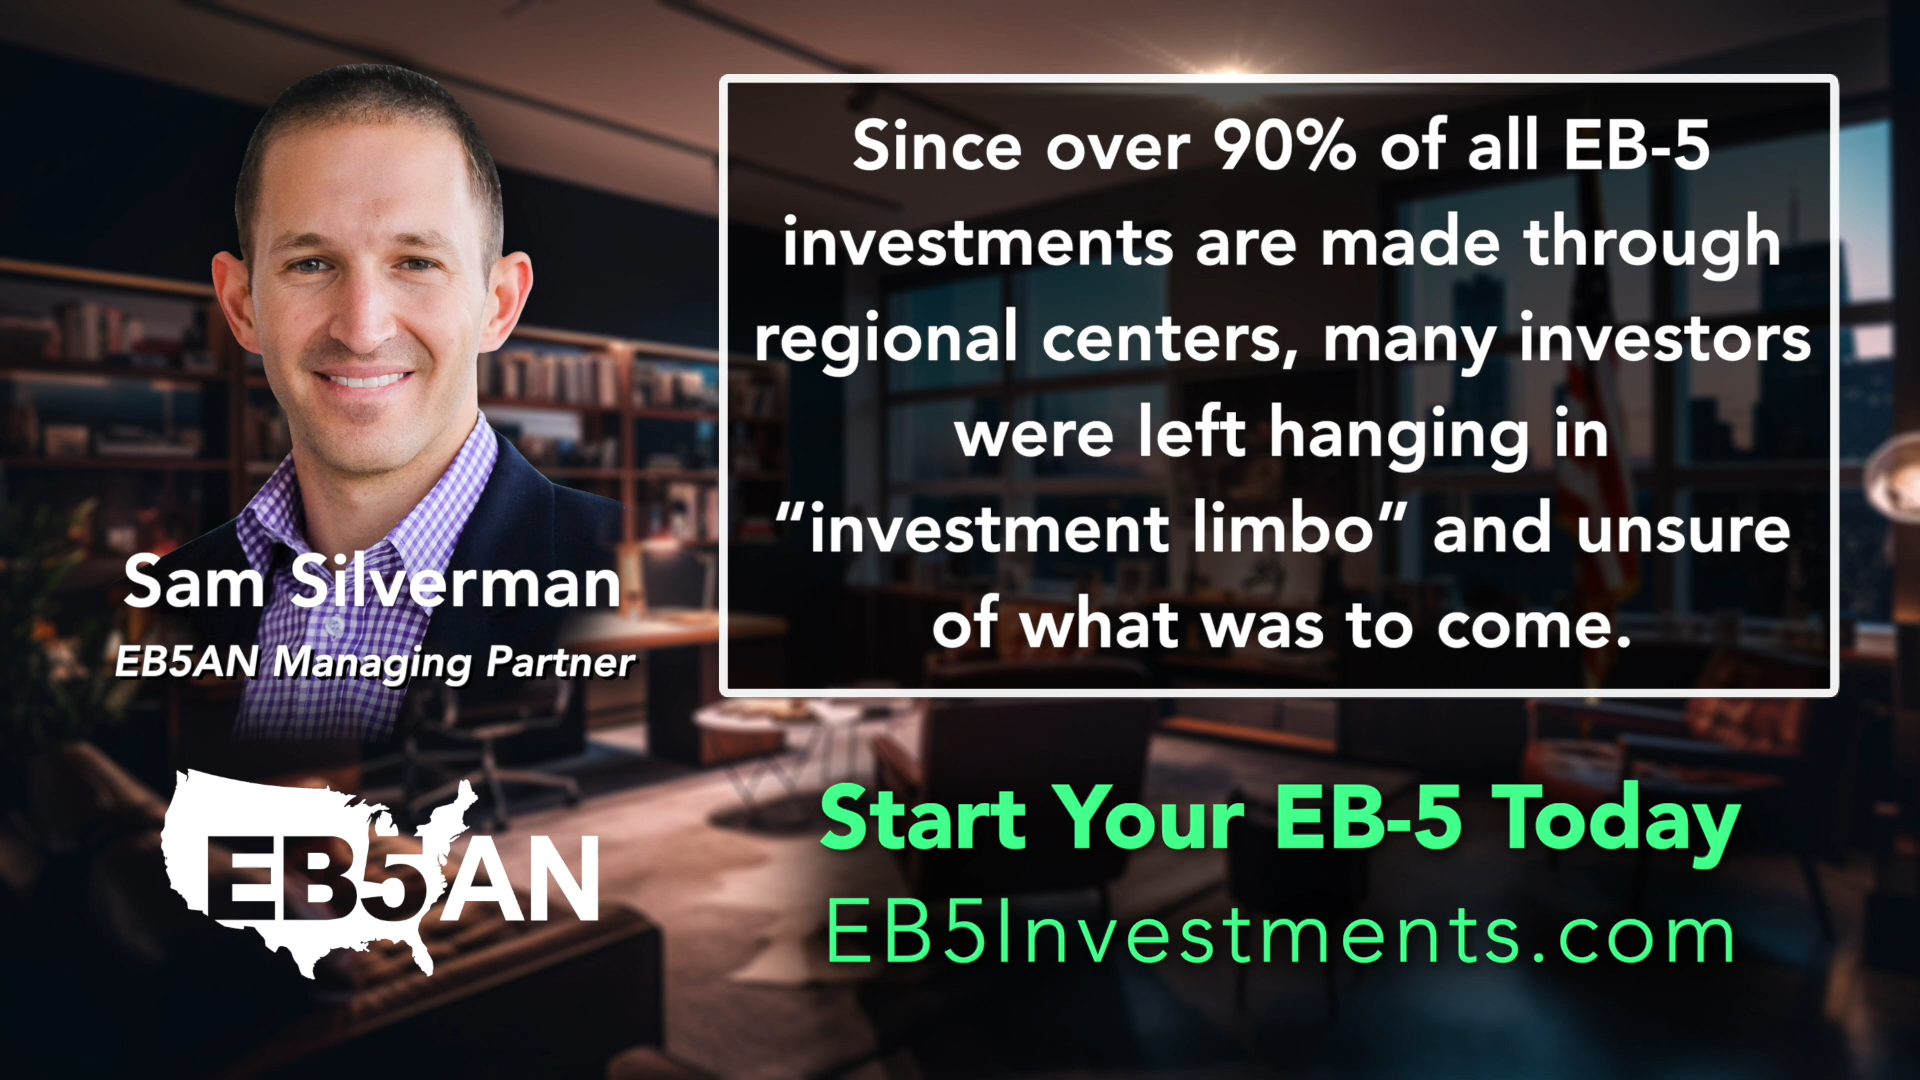 Since over 90% of all EB-5
investments are made through
regional centers, many investors
were left hanging in
“investment limbo” and unsure
of what was to come.
Sam Silverman
EB5AN Managing Partner
EB5AN
Start Your EB-5 Today
EB5Investments.com